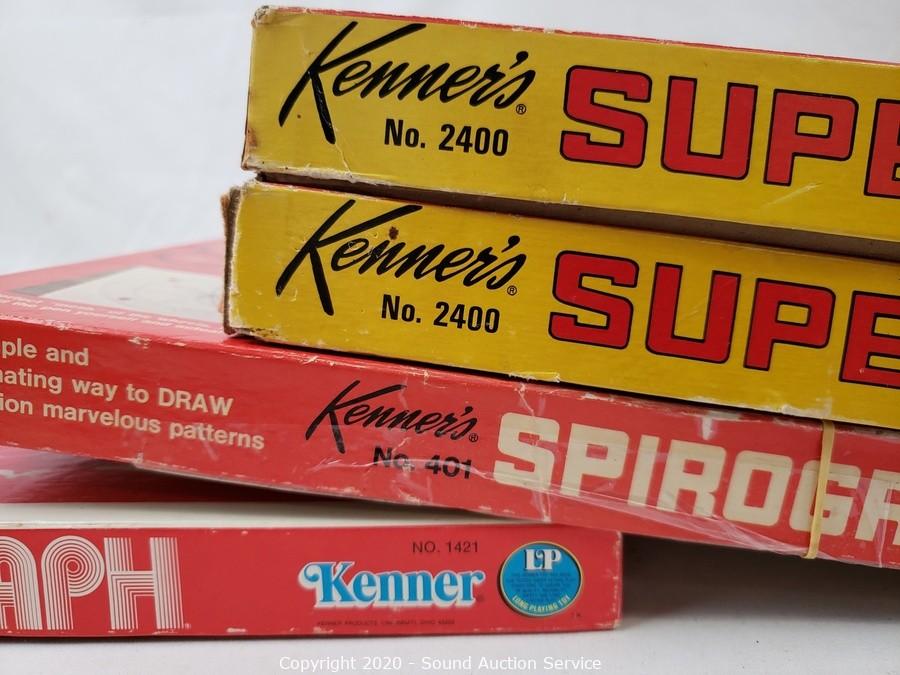 Kenner's®
No. 2400
SUPE
Kenner's®
No. 2400
SUPE
ple and
nating way to DRAW
ion marvelous patterns
Kenner's®
No. 401
SPIROGR
APH
NO. 1421
Kenner
LP
LONG PLAYING TOY
Copyright 2020 - Sound Auction Service